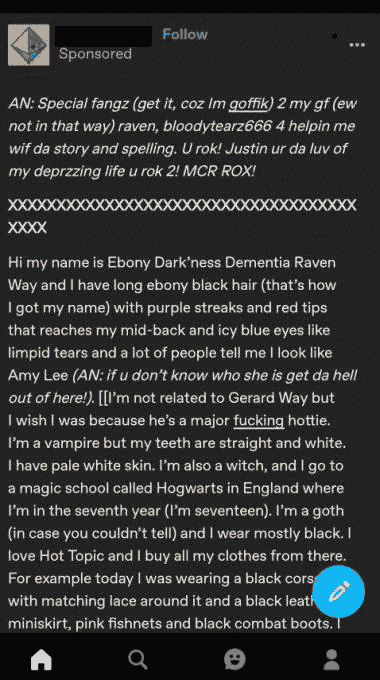 Follow
Sponsored
AN: Special fangz (get it, coz Im goffik) 2 my gf (ew
not in that way) raven, bloodytearz666 4 helpin me
wif da story and spelling. U rok! Justin ur da luv of
my deprzzing life u rok 2! MCR ROX!
XXXXXXXXXXXXXXXXXXXXXXXXXXXXXXXXXXXX
XXXX
Hi my name is Ebony Dark’ness Dementia Raven
Way and I have long ebony black hair (that’s how
I got my name) with purple streaks and red tips
that reaches my mid-back and icy blue eyes like
limpid tears and a lot of people tell me I look like
Amy Lee (AN: if u don’t know who she is get da hell
out of here!). [[I’m not related to Gerard Way but
I wish I was because he’s a major fucking hottie.
I’m a vampire but my teeth are straight and white.
I have pale white skin. I’m also a witch, and I go to
a magic school called Hogwarts in England where
I’m in the seventh year (I’m seventeen). I’m a goth
(in case you couldn’t tell) and I wear mostly black. I
love Hot Topic and I buy all my clothes from there.
For example today I was wearing a black
with matching lace around it and a black
miniskirt, pink fishnets and black combat boots. I